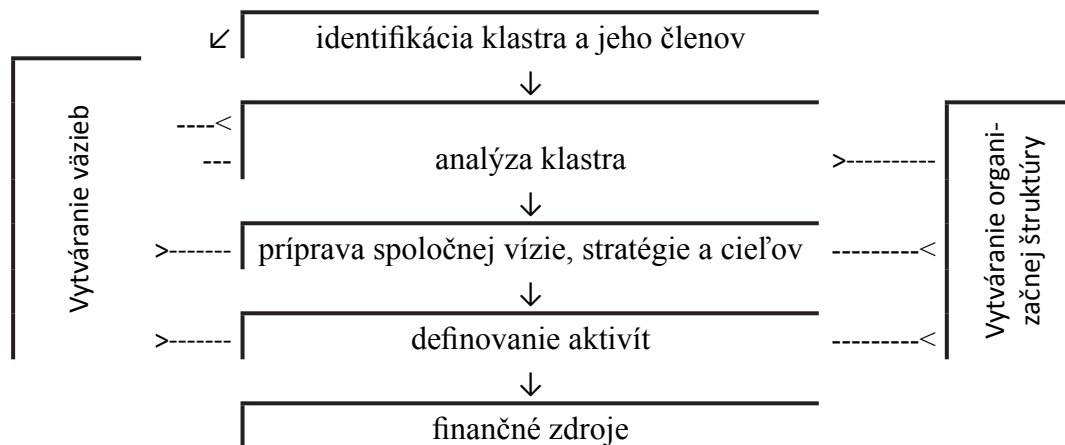 identifikácia klastra a jeho členov
Vytváranie väzieb
analýza klastra
Vytváranie organi-
začnej štruktúry
príprava spoločnej vízie, stratégie a cieľov
definovanie aktivít
finančné zdroje